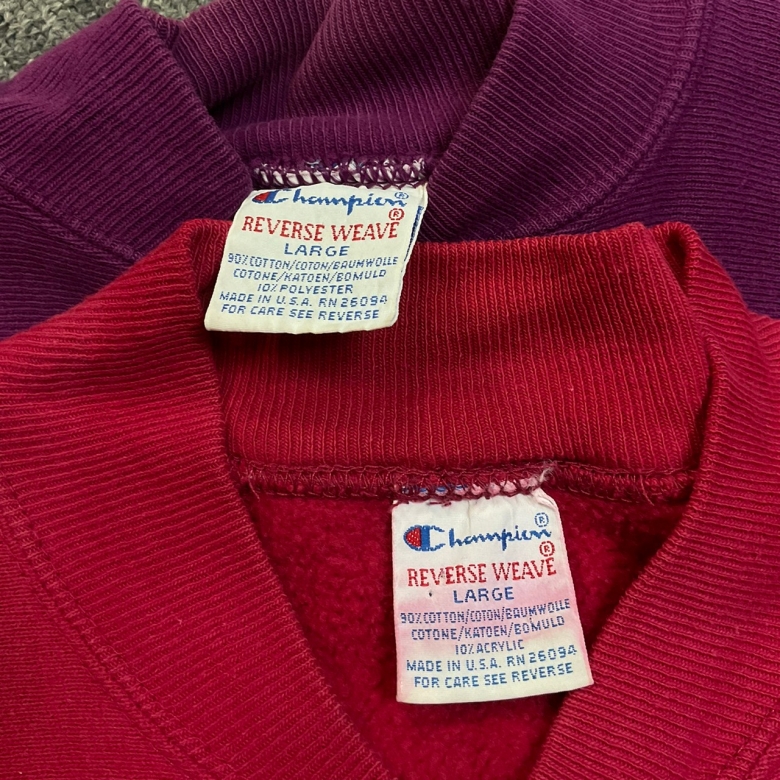 Champion®
REVERSE WEAVE®
LARGE
90% COTTON/COTON/BAUMWOLLE
COTONE/KATOEN/BOMULD
10% POLYESTER
MADE IN U.S.A. RN 26094
FOR CARE SEE REVERSE
Champion®
REVERSE WEAVE®
LARGE
90% COTTON/COTON/BAUMWOLLE
COTONE/KATOEN/BOMULD
10% ACRYLIC
MADE IN U.S.A. RN 26094
FOR CARE SEE REVERSE